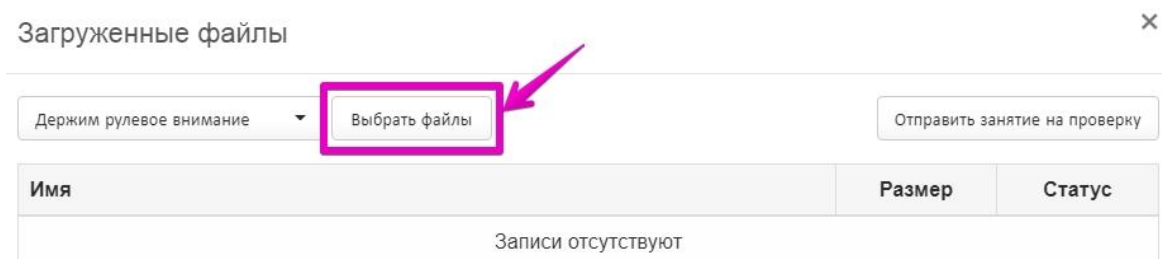 Загруженные файлы
×
Держим рулевое внимание Выбрать файлы Отправить занятие на проверку
Имя Размер Статус
Записи отсутствуют